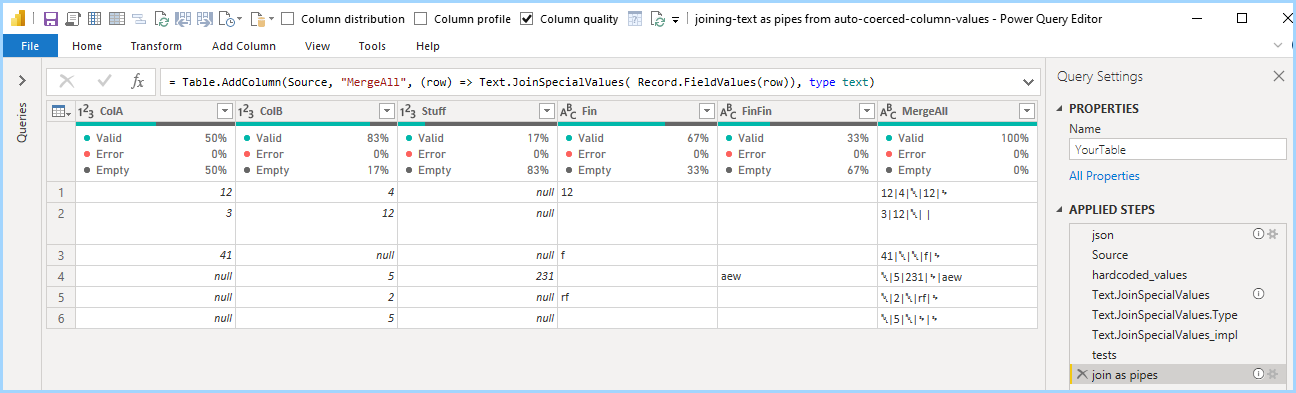 Column distribution Column profile Column quality joining-text as pipes from auto-coerced-column-values - Power Query Editor
File Home Transform Add Column View Tools Help
Queries
fx = Table.AddColumn(Source, "MergeAll", (row) => Text.JoinSpecialValues( Record.FieldValues(row)), type text)
123 ColA 123 ColB 123 Stuff ABC Fin ABC FinFin ABC MergeAll
Valid 50% Valid 83% Valid 17% Valid 67% Valid 33% Valid 100%
Error 0% Error 0% Error 0% Error 0% Error 0% Error 0%
Empty 50% Empty 17% Empty 83% Empty 33% Empty 67% Empty 0%
1 12 4 null 12 12|4|␀|12|␠
2 3 12 null 3|12|␀| |
3 41 null null f 41|␀|␀|f|␠
4 null 5 231 aew ␀|5|231|␠|aew
5 null 2 null rf ␀|2|␀|rf|␠
6 null 5 null ␀|5|␀|␠|␠
Query Settings
PROPERTIES
Name
YourTable
All Properties
APPLIED STEPS
json
Source
hardcoded_values
Text.JoinSpecialValues
Text.JoinSpecialValues.Type
Text.JoinSpecialValues_impl
tests
join as pipes